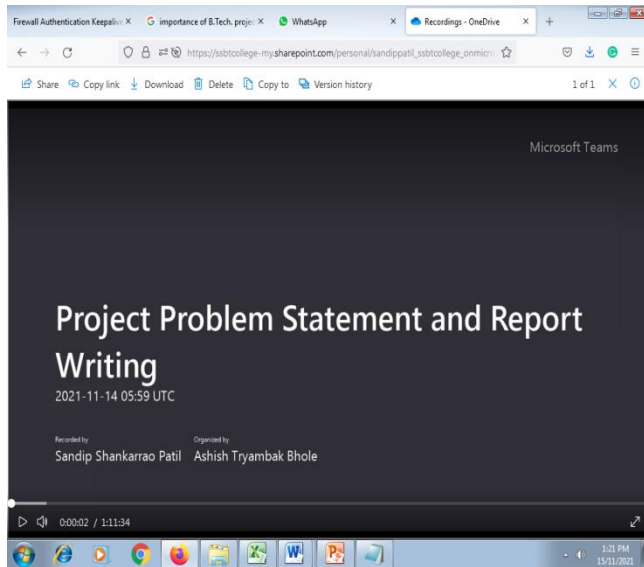 Firewall Authentication Keepaliv
importance of B.Tech. projec
WhatsApp
Recordings - OneDrive
https://ssbtcollege-my.sharepoint.com/personal/sandippatil_ssbtcollege_onmicro
Share Copy link Download Delete Copy to Version history 1 of 1
Microsoft Teams
Project Problem Statement and Report
Writing
2021-11-14 05:59 UTC
Recorded by Organized by
Sandip Shankarrao Patil Ashish Tryambak Bhole
0:00:02 / 1:11:34
1:21 PM
15/11/2021